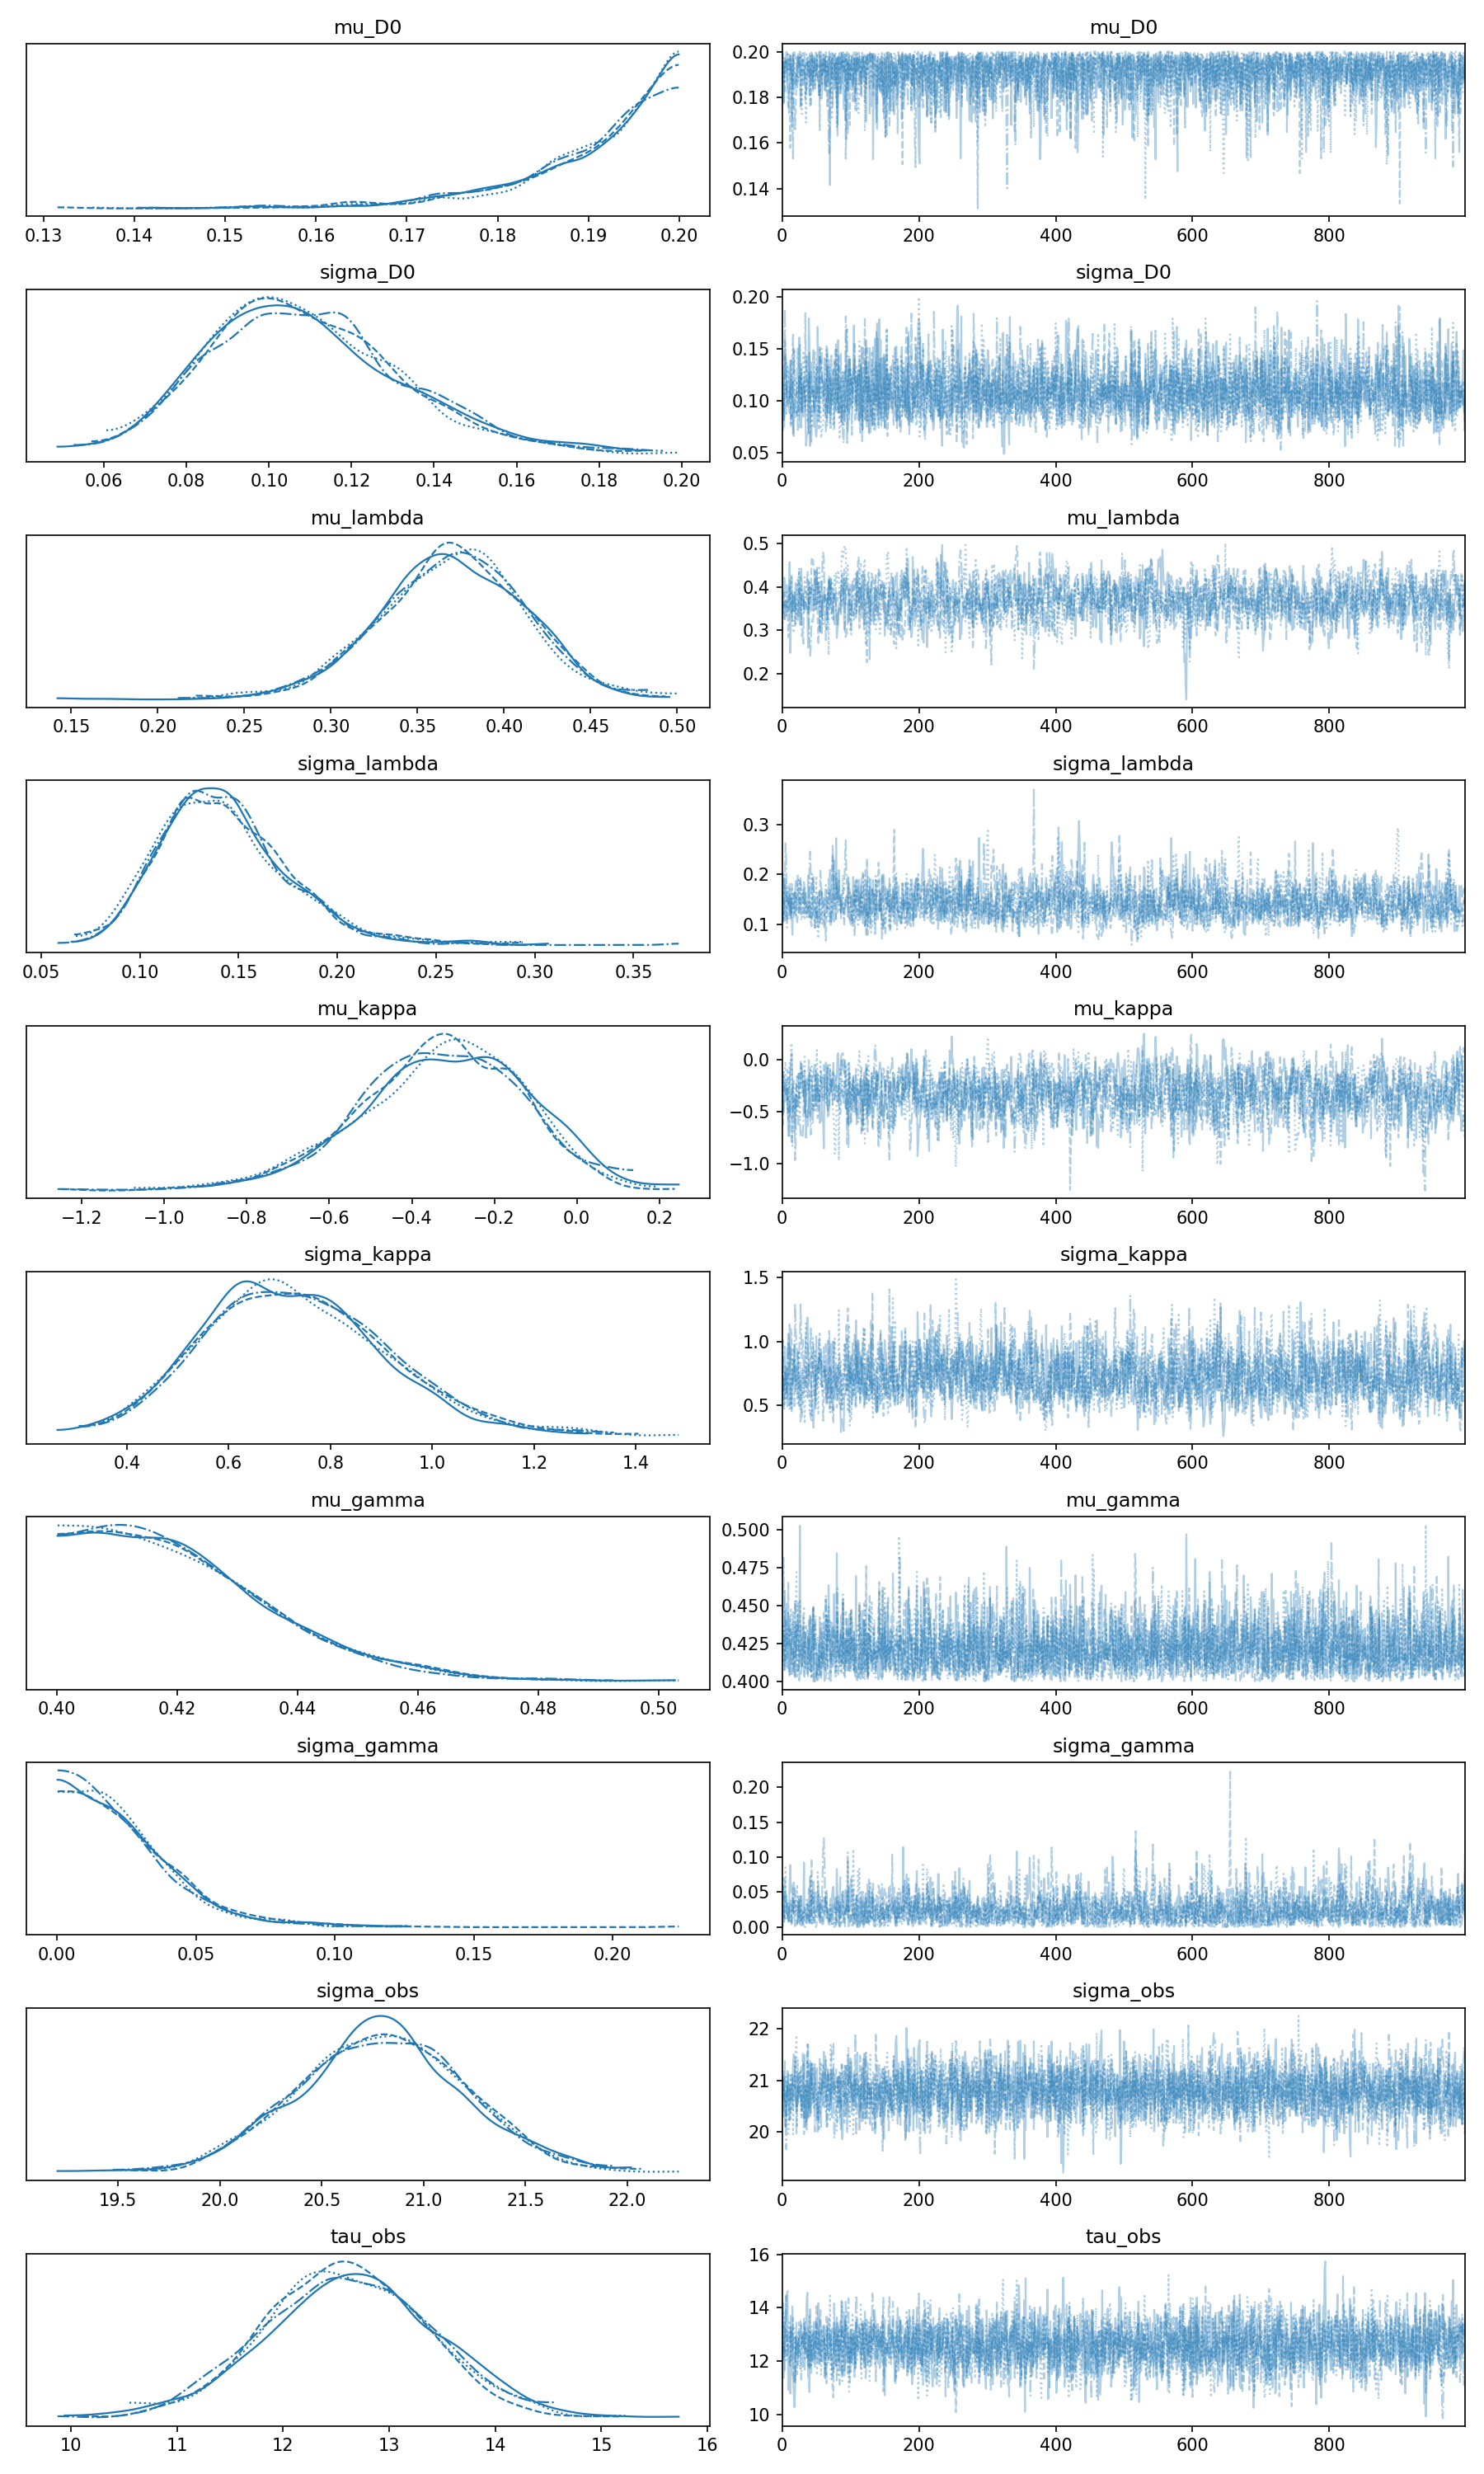 mu_D0 mu_D0
0.20
0.18
0.16
0.14
0.13 0.14 0.15 0.16 0.17 0.18 0.19 0.20 0 200 400 600 800
sigma_D0 sigma_D0
0.20
0.15
0.10
0.05
0.06 0.08 0.10 0.12 0.14 0.16 0.18 0.20 0 200 400 600 800
mu_lambda mu_lambda
0.5
0.4
0.3
0.2
0.15 0.20 0.25 0.30 0.35 0.40 0.45 0.50 0 200 400 600 800
sigma_lambda sigma_lambda
0.3
0.2
0.1
0.05 0.10 0.15 0.20 0.25 0.30 0.35 0 200 400 600 800
mu_kappa mu_kappa
0.0
−0.5
−1.0
−1.2 −1.0 −0.8 −0.6 −0.4 −0.2 0.0 0.2 0 200 400 600 800
sigma_kappa sigma_kappa
1.5
1.0
0.5
0.4 0.6 0.8 1.0 1.2 1.4 0 200 400 600 800
mu_gamma mu_gamma
0.500
0.475
0.450
0.425
0.400
0.40 0.42 0.44 0.46 0.48 0.50 0 200 400 600 800
sigma_gamma sigma_gamma
0.20
0.15
0.10
0.05
0.00
0.00 0.05 0.10 0.15 0.20 0 200 400 600 800
sigma_obs sigma_obs
22
21
20
19.5 20.0 20.5 21.0 21.5 22.0 0 200 400 600 800
tau_obs tau_obs
16
14
12
10
10 11 12 13 14 15 16 0 200 400 600 800